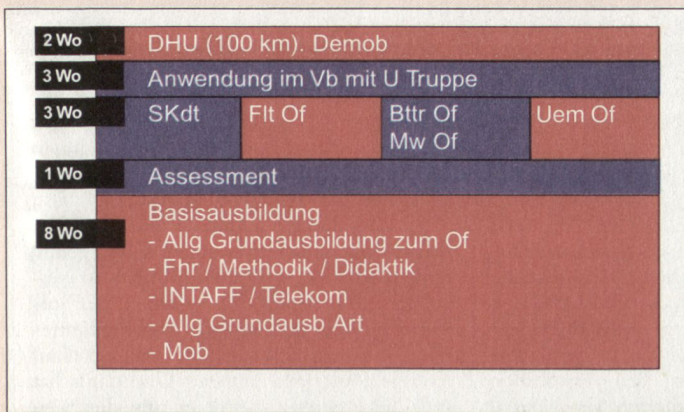 2 Wo DHU (100 km). Demob
3 Wo Anwendung im Vb mit U Truppe
3 Wo SKdt Flt Of Bttr Of Uem Of
Mw Of
1 Wo Assessment
Basisausbildung
8 Wo - Allg Grundausbildung zum Of
- Fhr / Methodik / Didaktik
- INTAFF / Telekom
- Allg Grundausb Art
- Mob